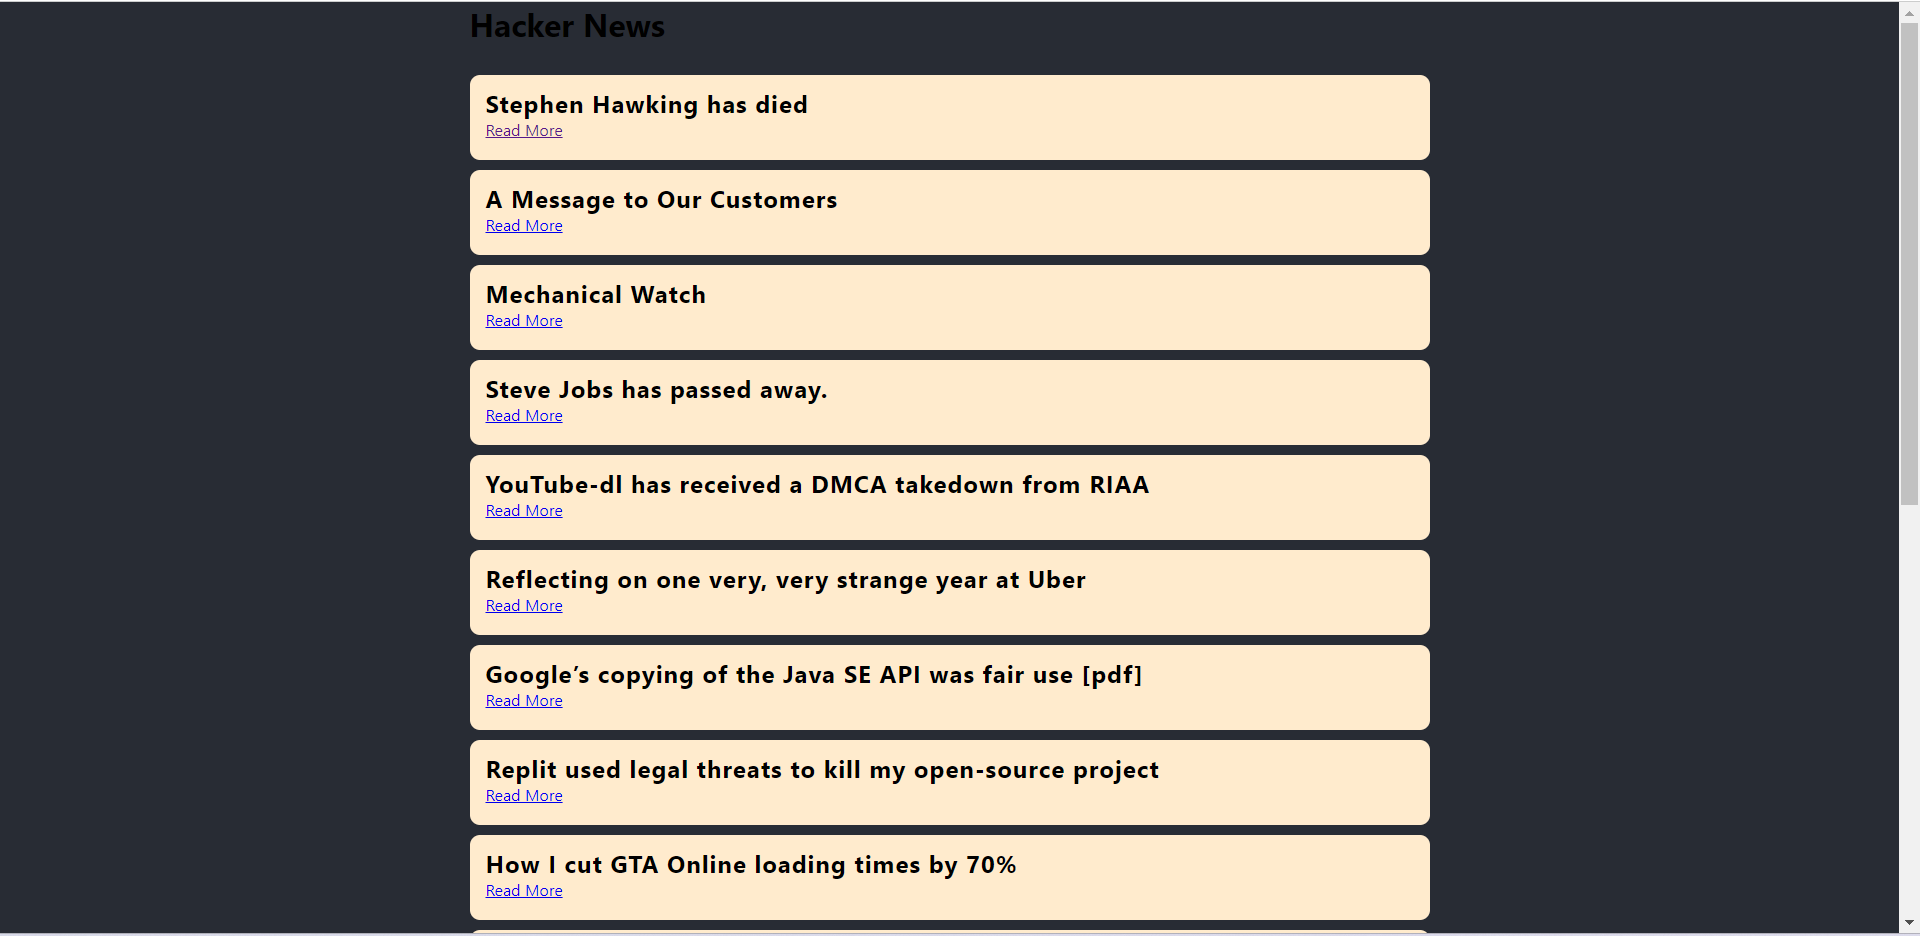 Hacker News
Stephen Hawking has died
Read More
A Message to Our Customers
Read More
Mechanical Watch
Read More
Steve Jobs has passed away.
Read More
YouTube-dl has received a DMCA takedown from RIAA
Read More
Reflecting on one very, very strange year at Uber
Read More
Google’s copying of the Java SE API was fair use [pdf]
Read More
Replit used legal threats to kill my open-source project
Read More
How I cut GTA Online loading times by 70%
Read More